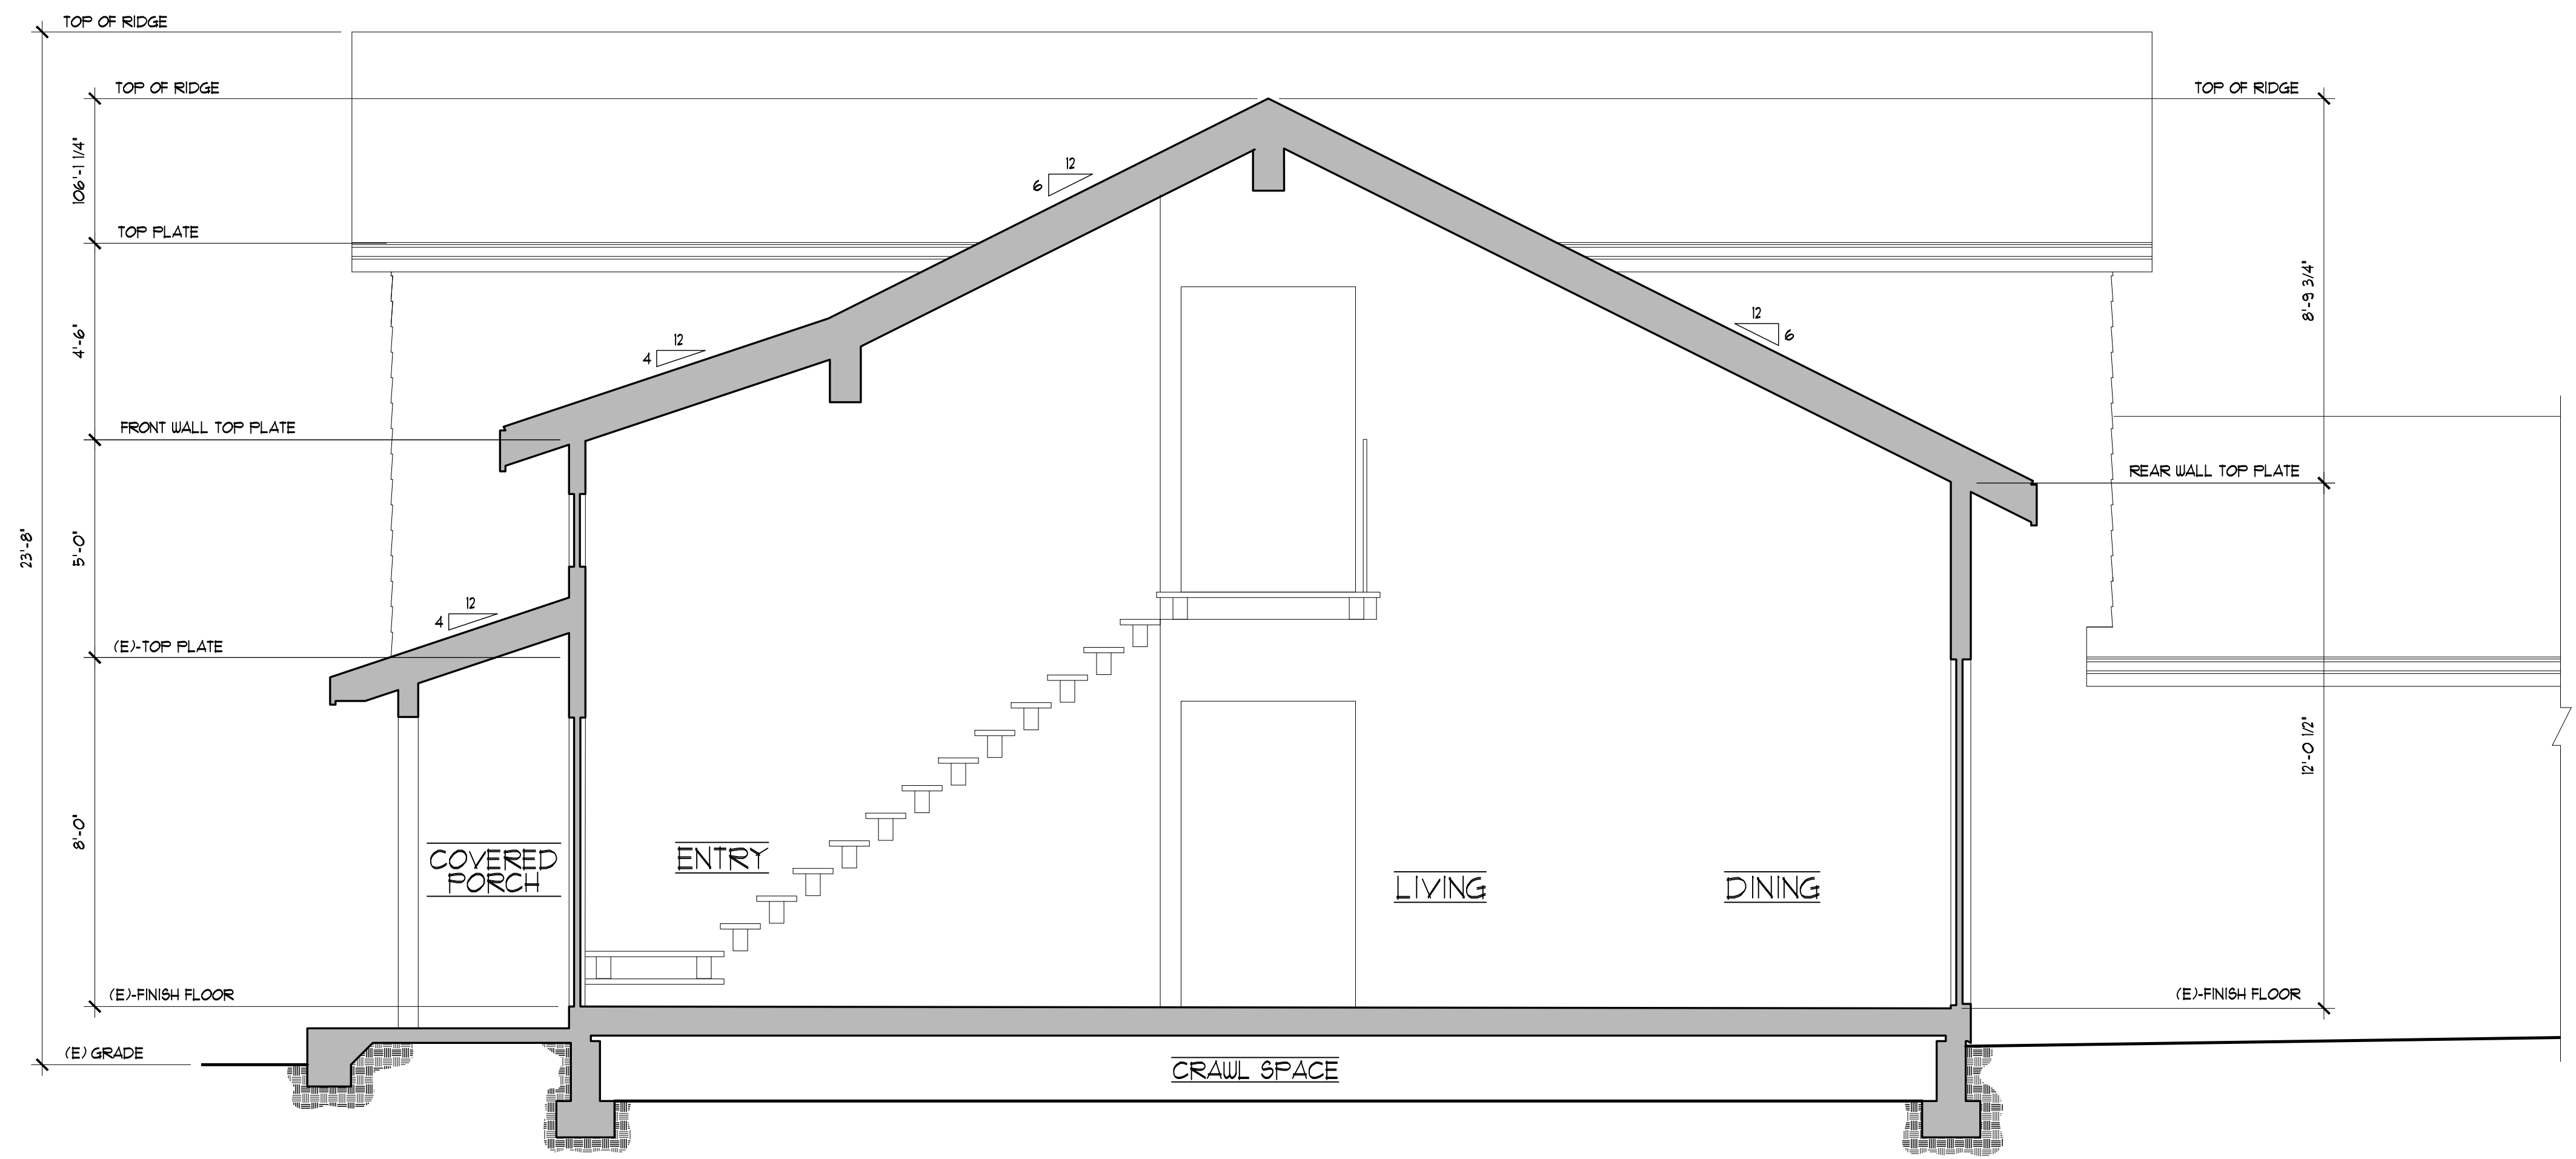 TOP OF RIDGE
TOP OF RIDGE
TOP OF RIDGE
106'-1 1/4"
12
6
TOP PLATE
4'-6"
8'-9 3/4"
12
6
12
4
FRONT WALL TOP PLATE
REAR WALL TOP PLATE
23'-8"
5'-0"
12
4
(E)-TOP PLATE
12'-0 1/2"
8'-0"
COVERED
PORCH
ENTRY
LIVING
DINING
(E)-FINISH FLOOR
(E)-FINISH FLOOR
(E) GRADE
CRAWL SPACE